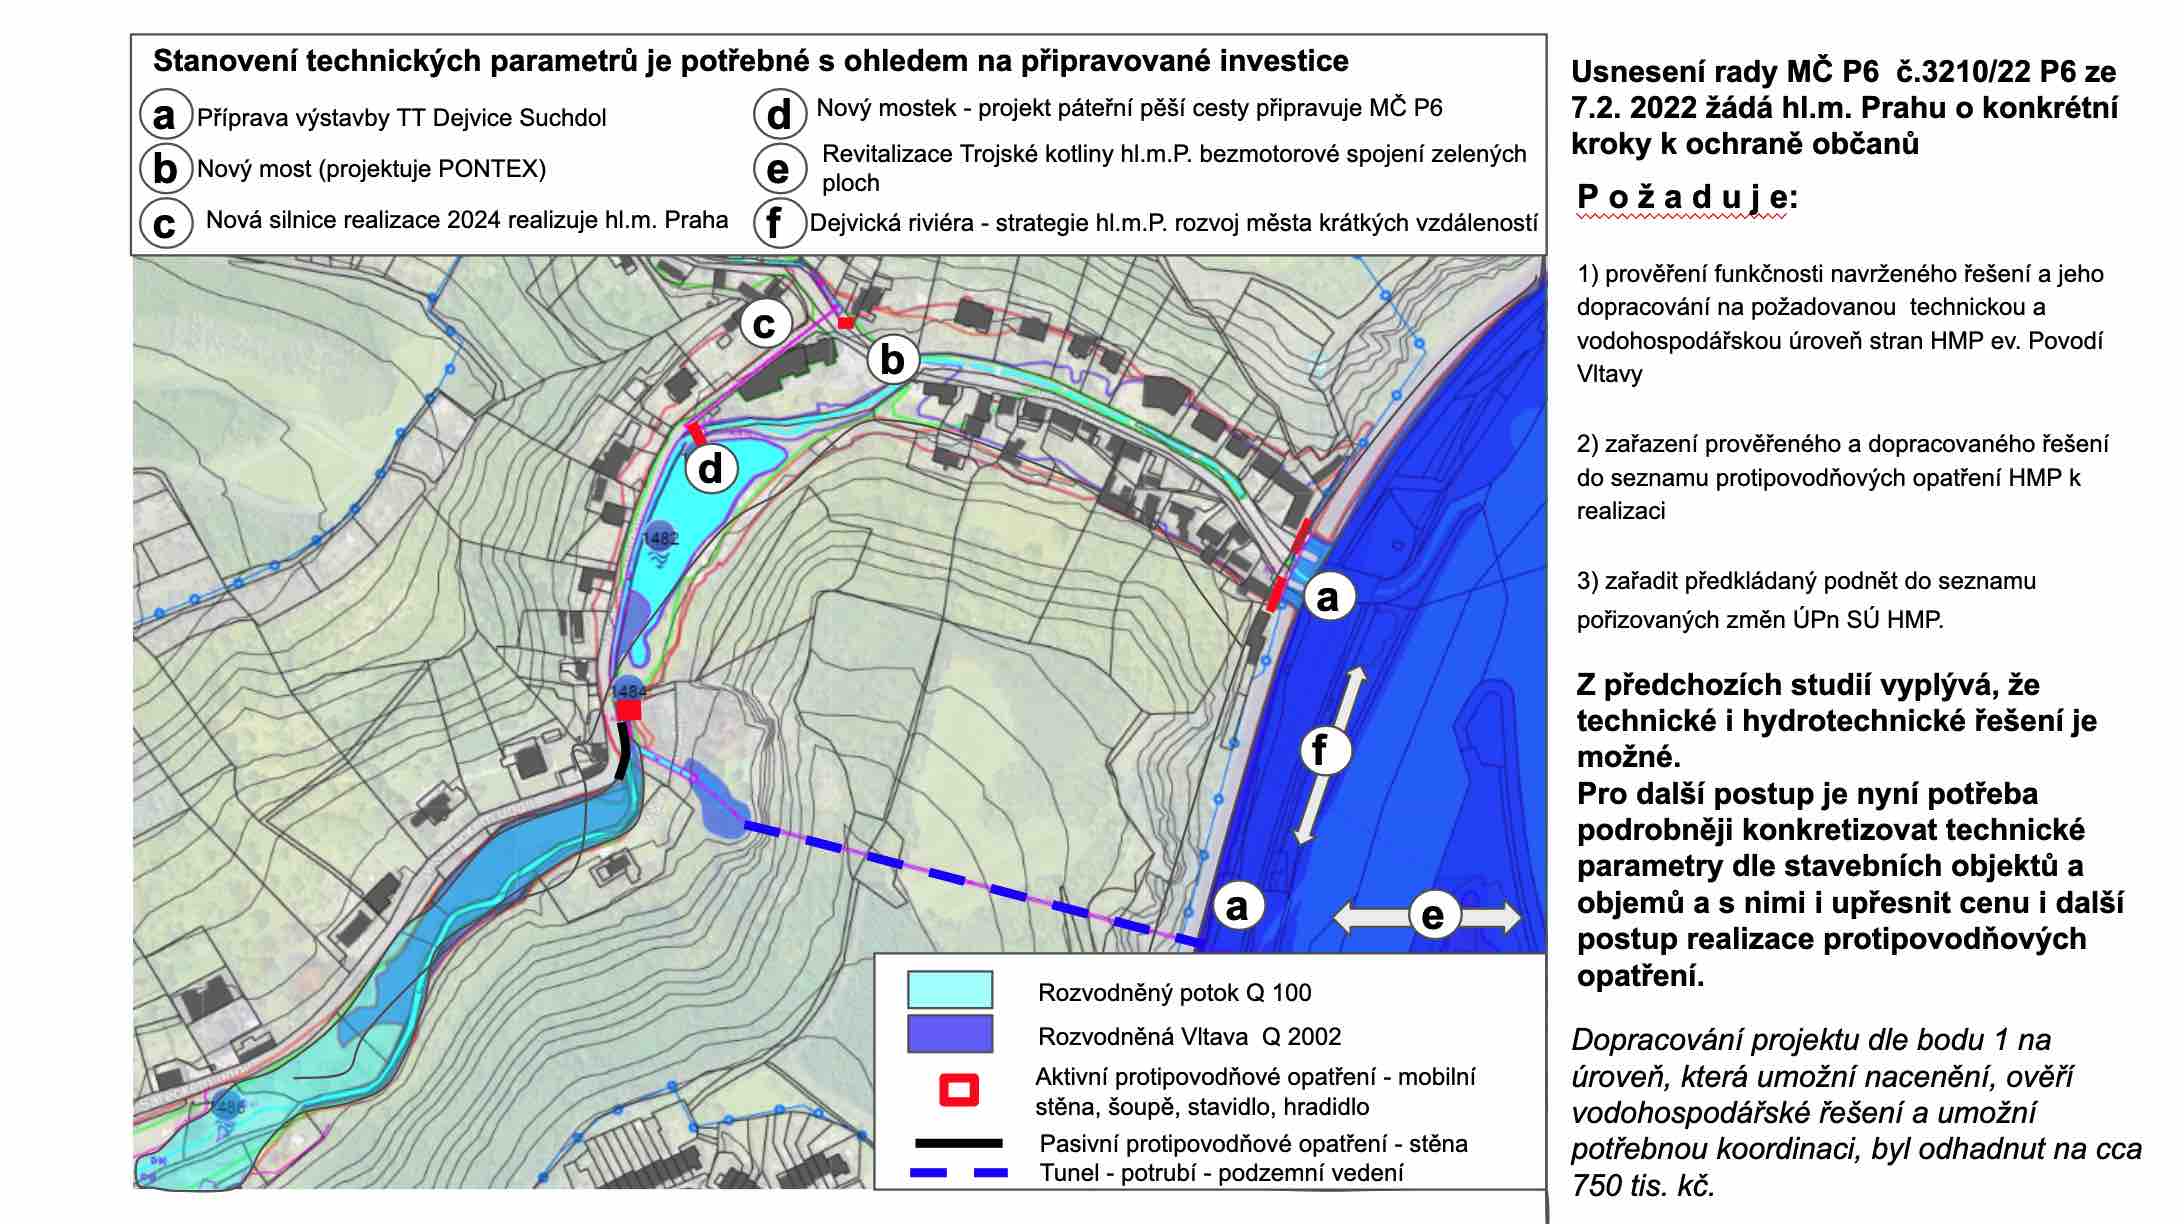 Stanovení technických parametrů je potřebné s ohledem na připravované investice
a Příprava výstavby TT Dejvice Suchdol
b Nový most (projektuje PONTEX)
c Nová silnice realizace 2024 realizuje hl.m. Praha
d Nový mostek - projekt páteřní pěší cesty připravuje MČ P6
e Revitalizace Trojské kotliny hl.m.P. bezmotorové spojení zelených
ploch
f Dejvická riviéra - strategie hl.m.P. rozvoj města krátkých vzdáleností
c
b
d
1482
a
1484
f
a
e
1486
Rozvodněný potok Q 100
Rozvodněná Vltava Q 2002
Aktivní protipovodňové opatření - mobilní
stěna, šoupě, stavidlo, hradidlo
Pasivní protipovodňové opatření - stěna
Tunel - potrubí - podzemní vedení
Usnesení rady MČ P6 č.3210/22 P6 ze
7.2. 2022 žádá hl.m. Prahu o konkrétní
kroky k ochraně občanů
P o ž a d u j e:
1) prověření funkčnosti navrženého řešení a jeho
dopracování na požadovanou technickou a
vodohospodářskou úroveň stran HMP ev. Povodí
Vltavy
2) zařazení prověřeného a dopracovaného řešení
do seznamu protipovodňových opatření HMP k
realizaci
3) zařadit předkládaný podnět do seznamu
pořizovaných změn ÚPn SÚ HMP.
Z předchozích studií vyplývá, že
technické i hydrotechnické řešení je
možné.
Pro další postup je nyní potřeba
podrobněji konkretizovat technické
parametry dle stavebních objektů a
objemů a s nimi i upřesnit cenu i další
postup realizace protipovodňových
opatření.
Dopracování projektu dle bodu 1 na
úroveň, která umožní nacenění, ověří
vodohospodářské řešení a umožní
potřebnou koordinaci, byl odhadnut na cca
750 tis. kč.